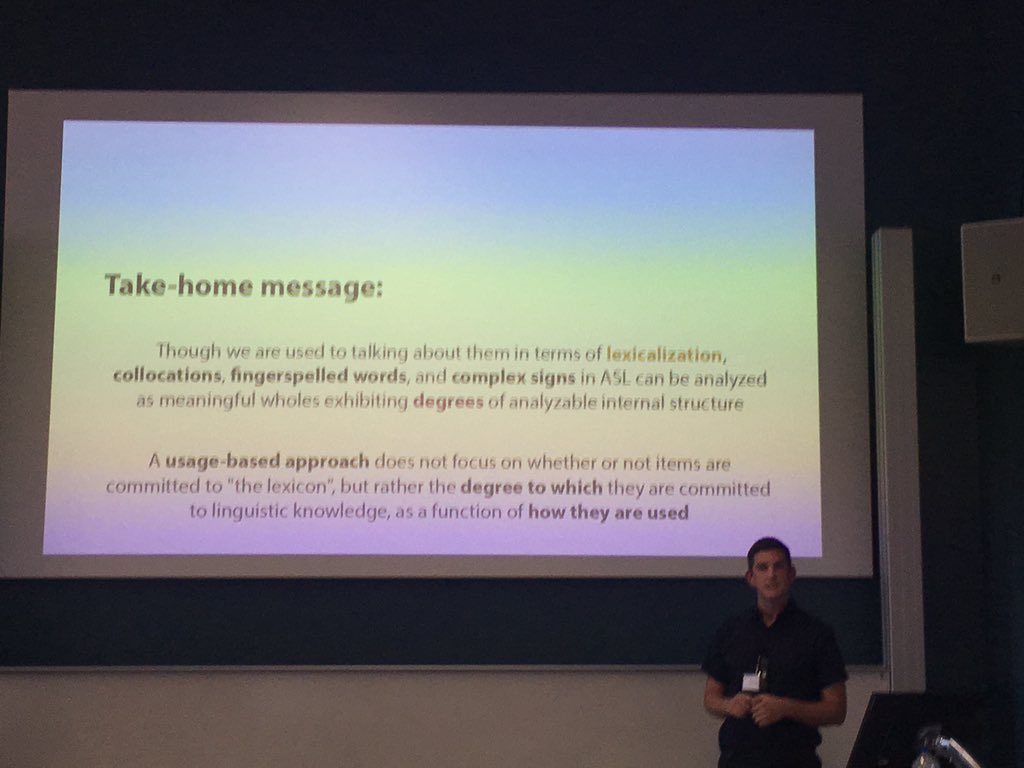 Take-home message:
Though we are used to talking about them in terms of lexicalization,
collocations, fingerspelled words, and complex signs in ASL can be analyzed
as meaningful wholes exhibiting degrees of analyzable internal structure
A usage-based approach does not focus on whether or not items are
committed to "the lexicon", but rather the degree to which they are committed
to linguistic knowledge, as a function of how they are used